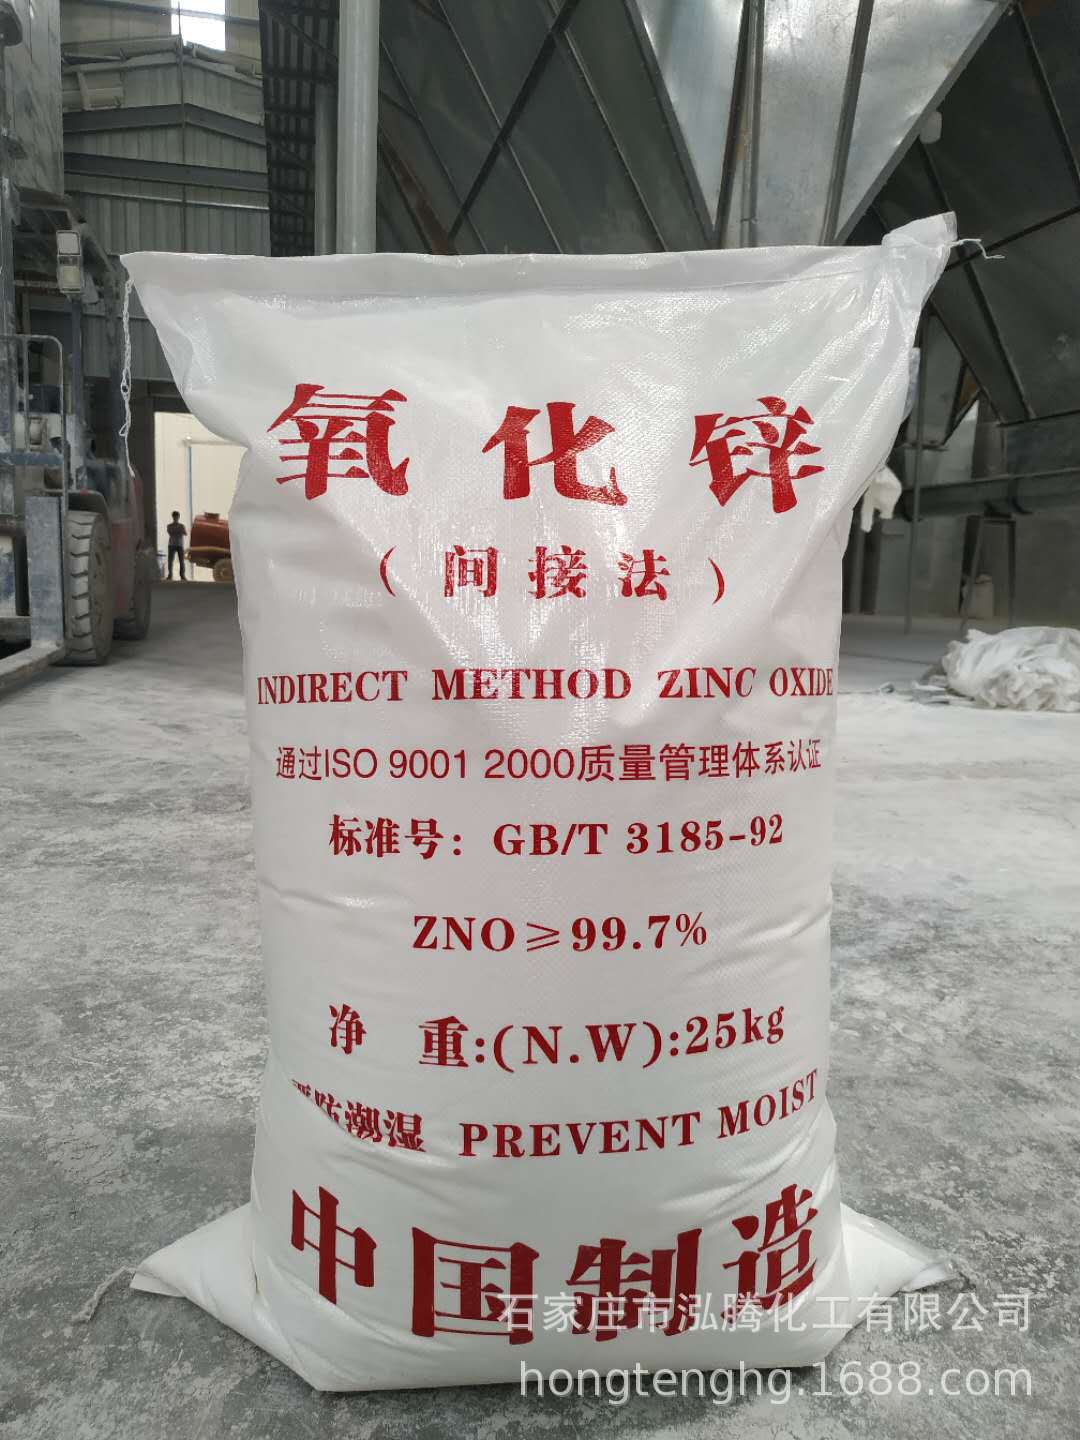 氧化锌
(间接法)
INDIRECT METHOD ZINC OXIDE
通过ISO 9001 2000质量管理体系认证
标准号: GB/T 3185-92
ZNO≥99.7%
净 重:(N.W):25kg
严防潮湿 PREVENT MOIST
中国制造
石家庄市泓腾化工有限公司
hongtenghg.1688.com